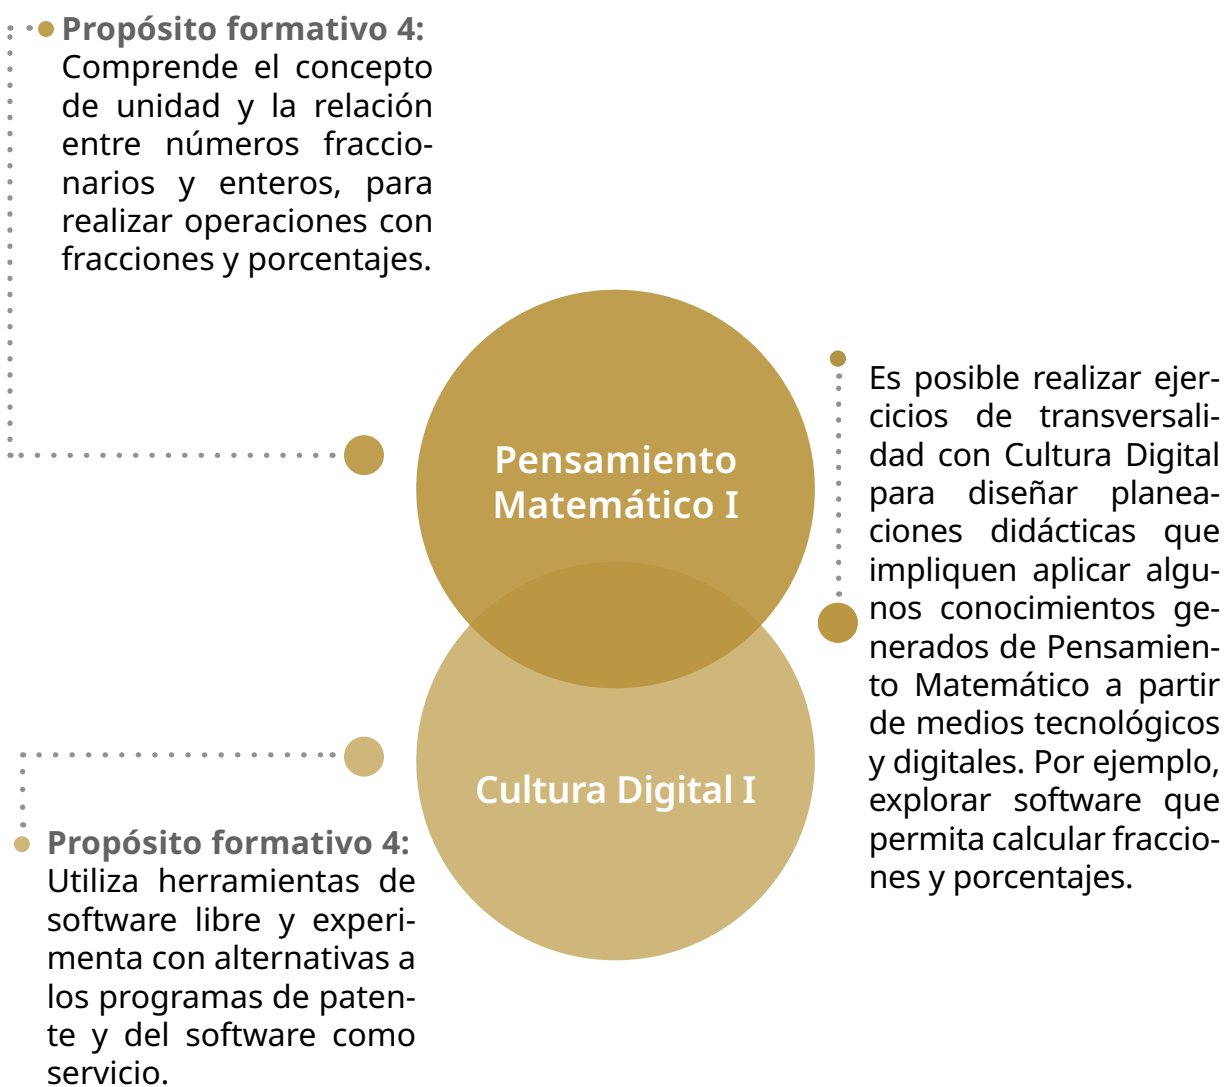 Propósito formativo 4:
Comprende el concepto
de unidad y la relación
entre números fraccio-
narios y enteros, para
realizar operaciones con
fracciones y porcentajes.
Pensamiento
Matemático I
Es posible realizar ejer-
cicios de transversali-
dad con Cultura Digital
para diseñar planea-
ciones didácticas que
impliquen aplicar algu-
nos conocimientos ge-
nerados de Pensamien-
to Matemático a partir
de medios tecnológicos
y digitales. Por ejemplo,
explorar software que
permita calcular fraccio-
nes y porcentajes.
Cultura Digital I
Propósito formativo 4:
Utiliza herramientas de
software libre y experi-
menta con alternativas a
los programas de paten-
te y del software como
servicio.